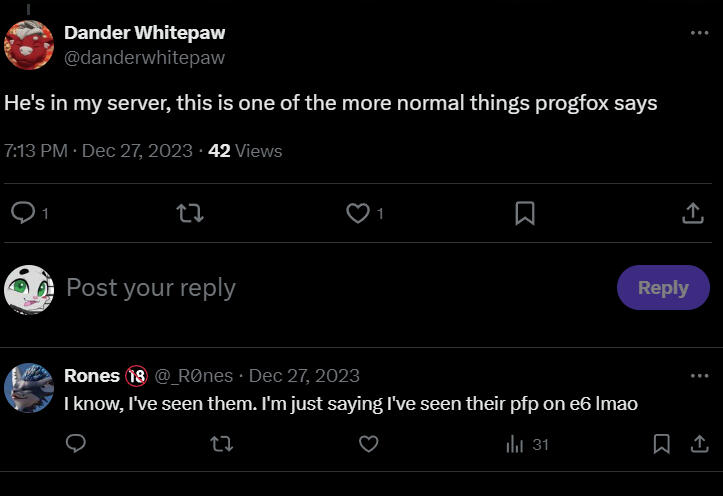 Dander Whitepaw
@danderwhitepaw
He's in my server, this is one of the more normal things progfox says
7:13 PM · Dec 27, 2023 · 42 Views
1 1
Post your reply Reply
Rones 🔞 @_R0nes · Dec 27, 2023
I know, I've seen them. I'm just saying I've seen their pfp on e6 lmao
31